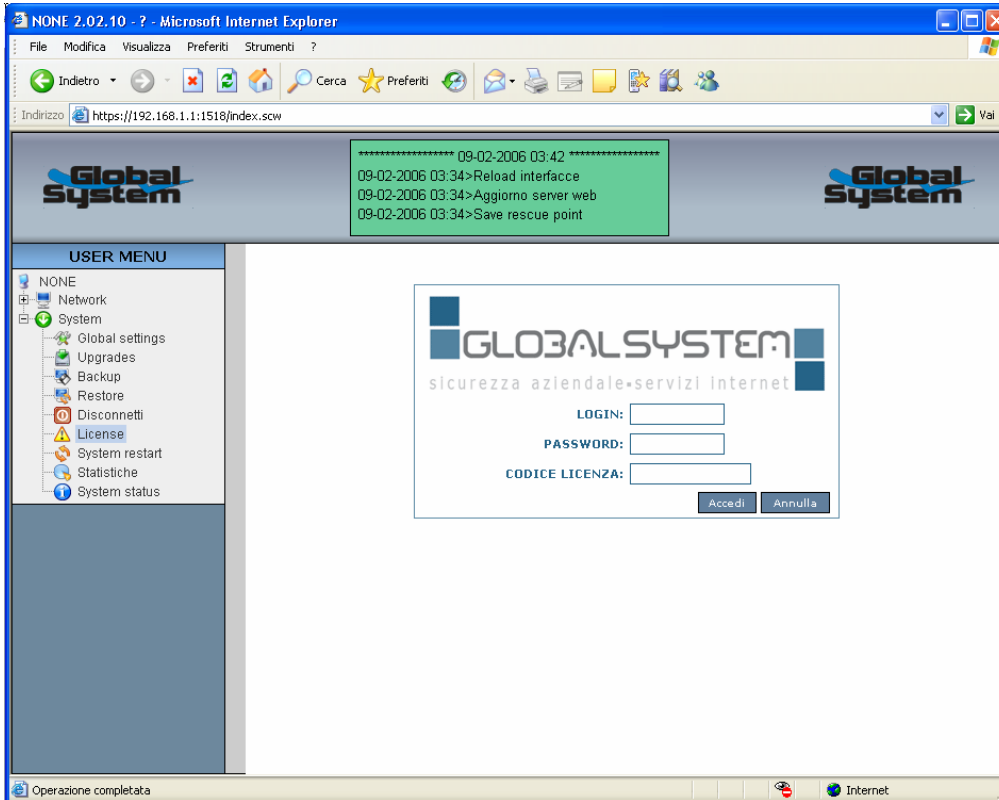 NONE 2.02.10 - ? - Microsoft Internet Explorer
File Modifica Visualizza Preferiti Strumenti ?
Indietro Cerca Preferiti
Indirizzo https://192.168.1.1:1518/index.scw Vai
Global System
****************** 09-02-2006 03:42 *****************
09-02-2006 03:34>Reload interfacce
09-02-2006 03:34>Aggiorno server web
09-02-2006 03:34>Save rescue point
Global System
USER MENU
NONE
Network
System
Global settings
Upgrades
Backup
Restore
Disconnetti
License
System restart
Statistiche
System status
GLOBALSYSTEM
sicurezza aziendale•servizi internet
LOGIN:
PASSWORD:
CODICE LICENZA:
Accedi Annulla
Operazione completata Internet